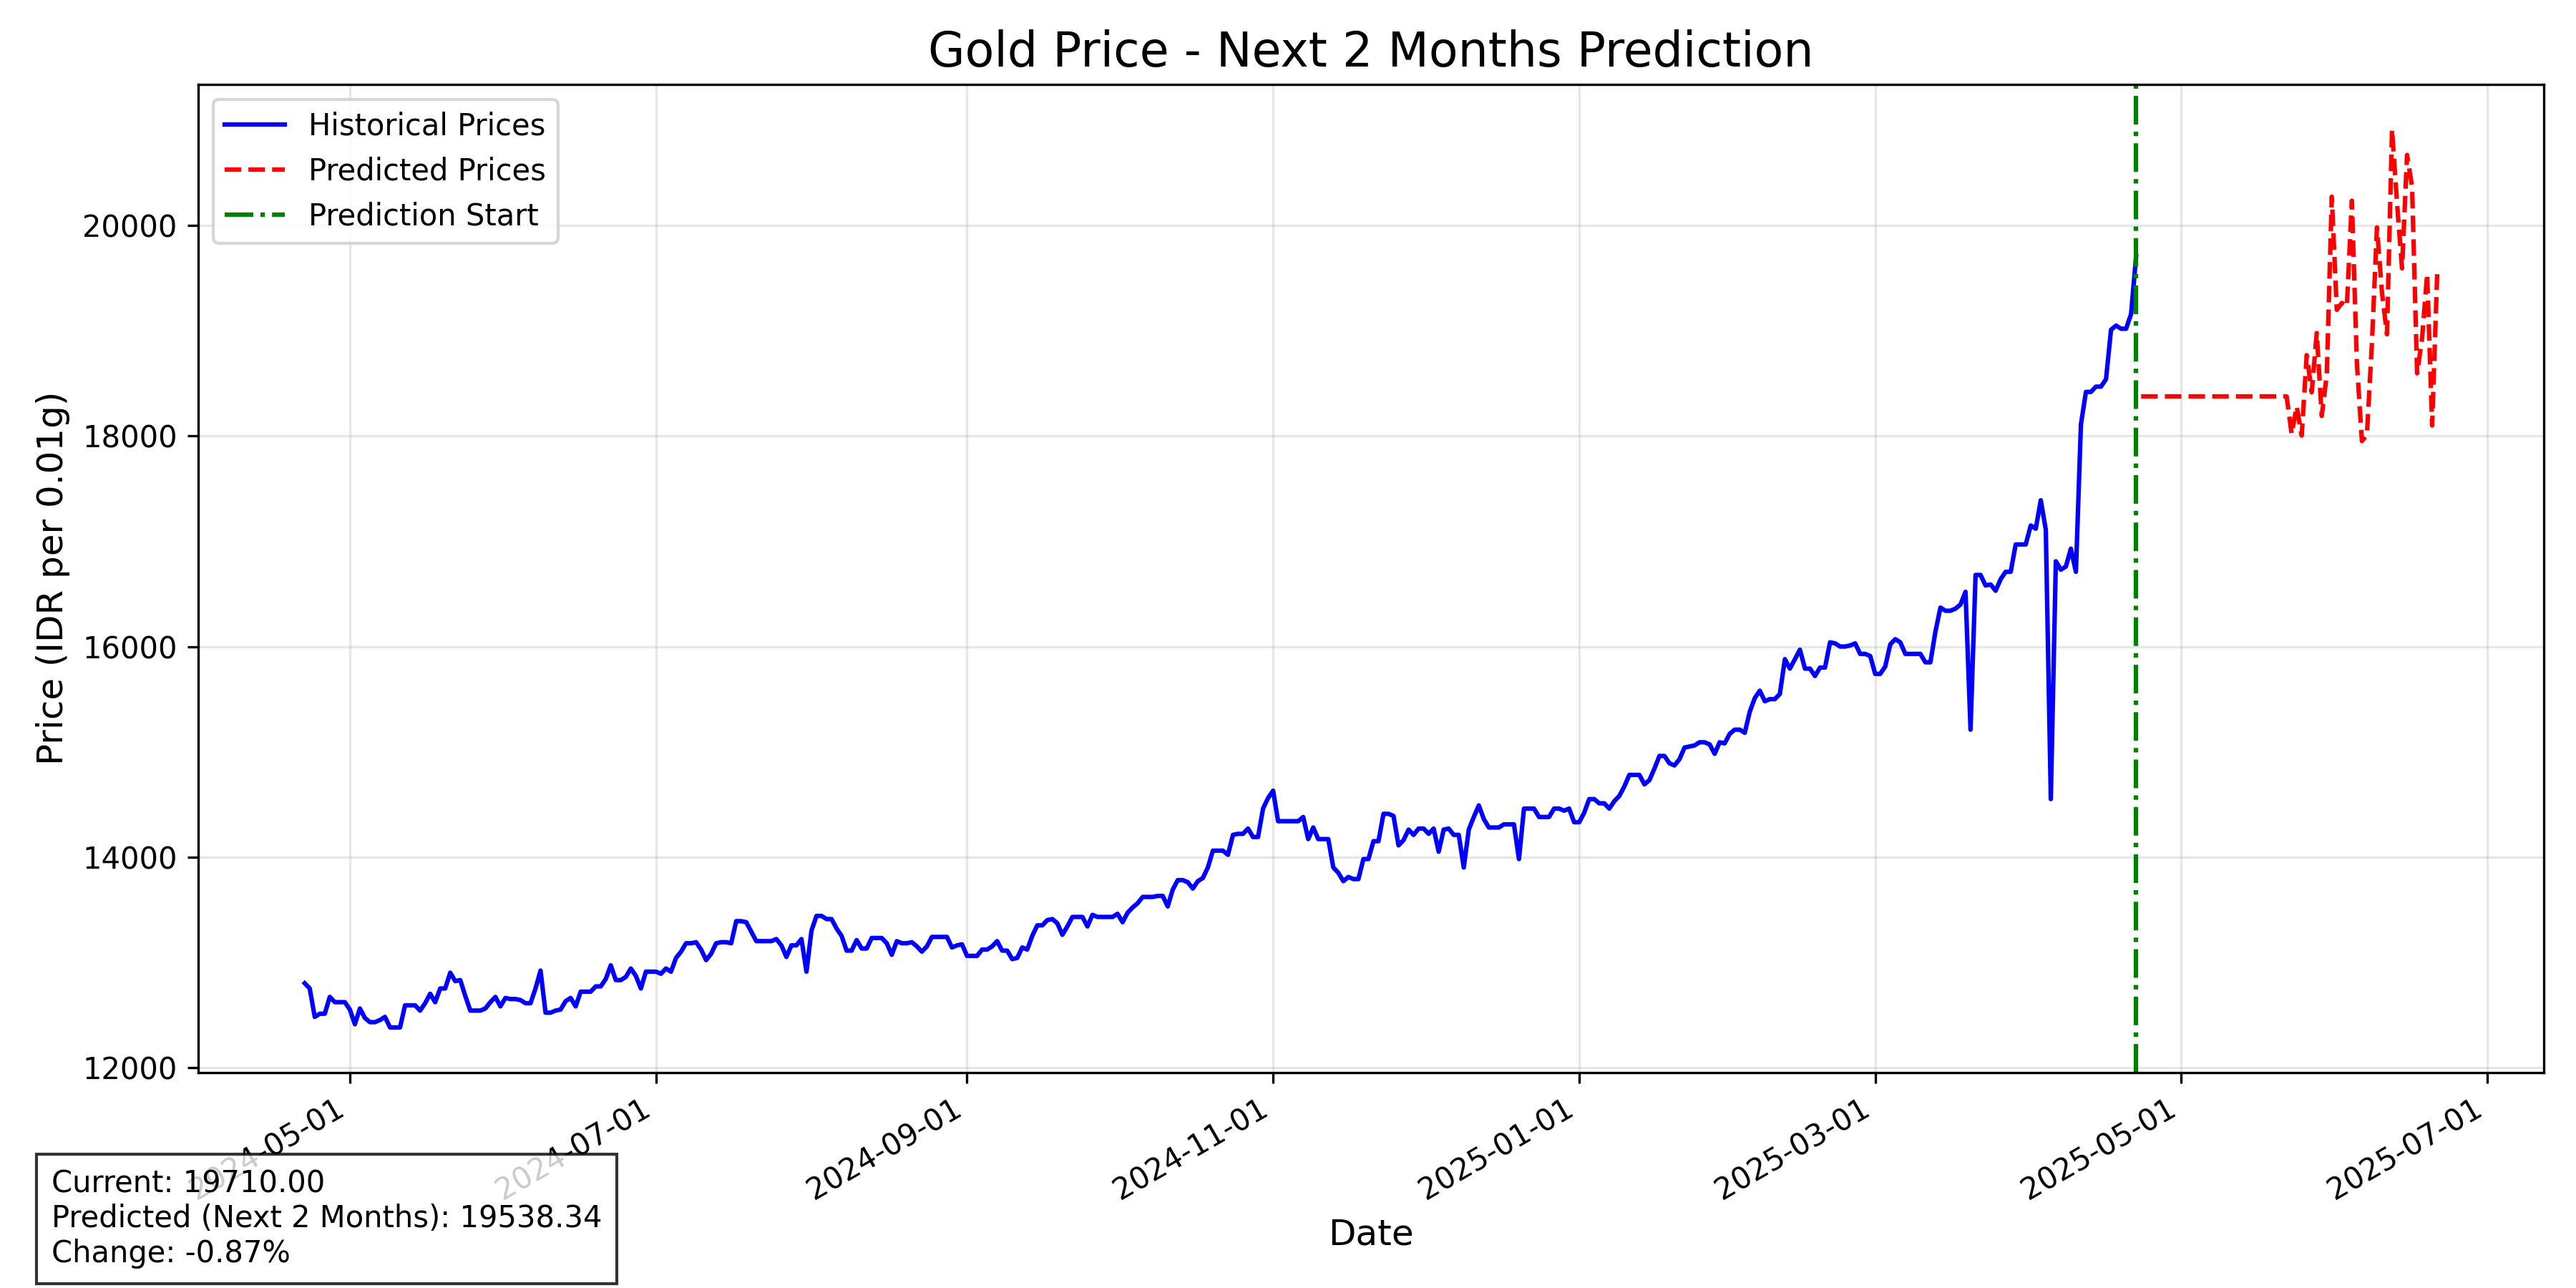 Gold Price - Next 2 Months Prediction
Historical Prices
Predicted Prices
Prediction Start
Price (IDR per 0.01g)
20000
18000
16000
14000
12000
2024-05-01
2024-07-01
2024-09-01
2024-11-01
2025-01-01
2025-03-01
2025-05-01
2025-07-01
Date
Current: 19710.00
Predicted (Next 2 Months): 19538.34
Change: -0.87%